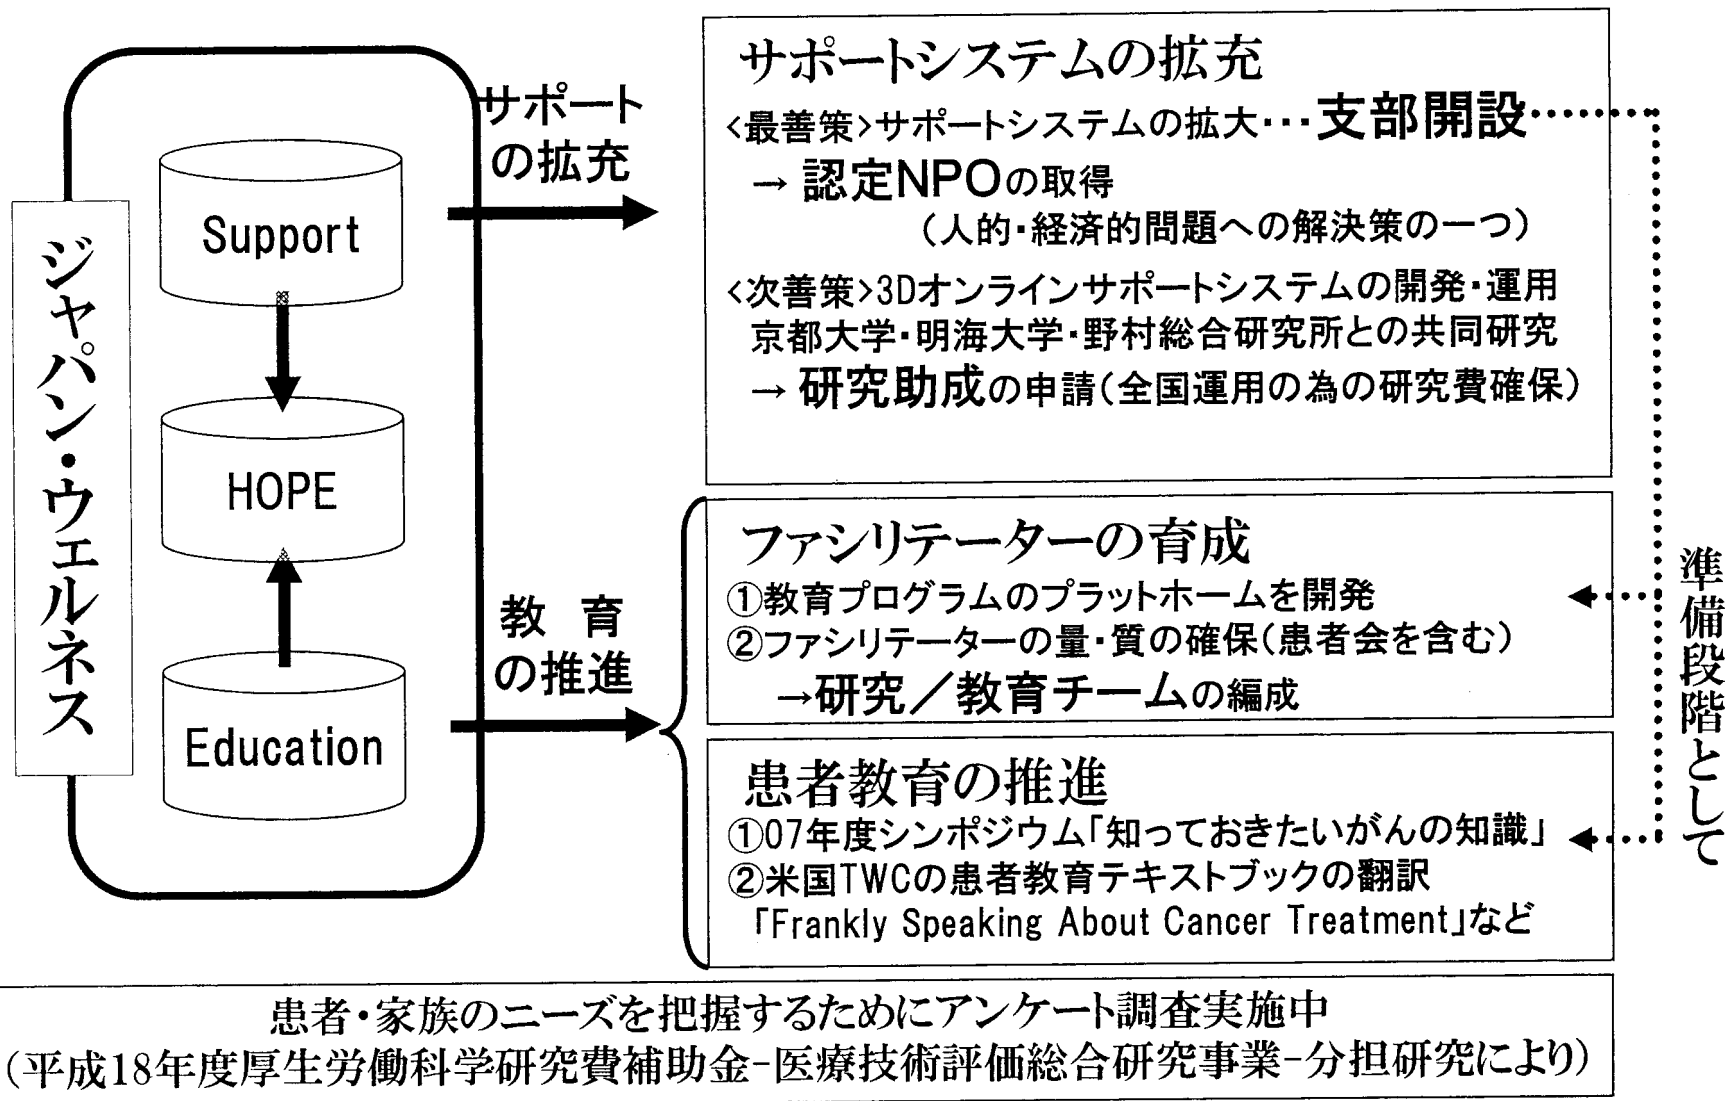 ジャパン・ウェルネス
Support
HOPE
Education
サポート
の拡充
教 育
の推進
サポートシステムの拡充
<最善策>サポートシステムの拡大…支部開設
→ 認定NPOの取得
（人的・経済的問題への解決策の一つ）
<次善策>3Dオンラインサポートシステムの開発・運用
京都大学・明海大学・野村総合研究所との共同研究
→ 研究助成の申請（全国運用の為の研究費確保）
ファシリテーターの育成
①教育プログラムのプラットホームを開発
②ファシリテーターの量・質の確保（患者会を含む）
→研究／教育チームの編成
患者教育の推進
①07年度シンポジウム「知っておきたいがんの知識」
②米国TWCの患者教育テキストブックの翻訳
「Frankly Speaking About Cancer Treatment」など
準備段階として
患者・家族のニーズを把握するためにアンケート調査実施中
（平成18年度厚生労働科学研究費補助金-医療技術評価総合研究事業-分担研究により）